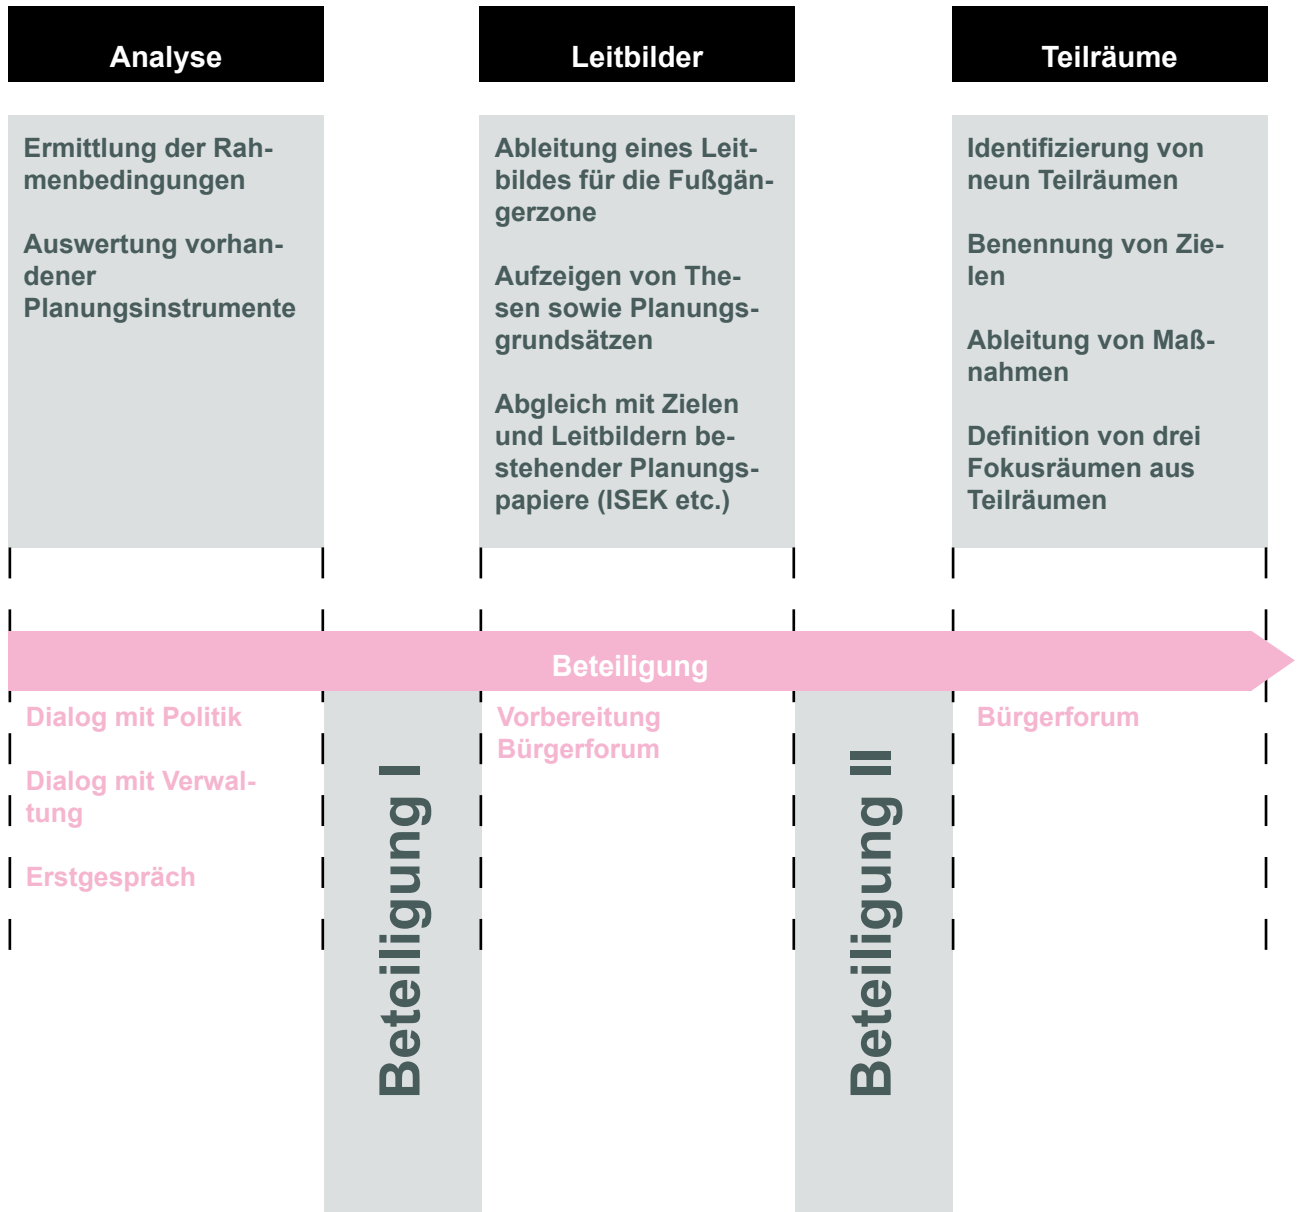 Analyse
Ermittlung der Rah-
menbedingungen
Auswertung vorhan-
dener
Planungsinstrumente
Leitbilder
Ableitung eines Leit-
bildes für die Fußgän-
gerzone
Aufzeigen von The-
sen sowie Planungs-
grundsätzen
Abgleich mit Zielen
und Leitbildern be-
stehender Planungs-
papiere (ISEK etc.)
Teilräume
Identifizierung von
neun Teilräumen
Benennung von Zie-
len
Ableitung von Maß-
nahmen
Definition von drei
Fokusräumen aus
Teilräumen
Beteiligung
Dialog mit Politik
Dialog mit Verwal-
tung
Erstgespräch
Beteiligung I
Vorbereitung
Bürgerforum
Beteiligung II
Bürgerforum